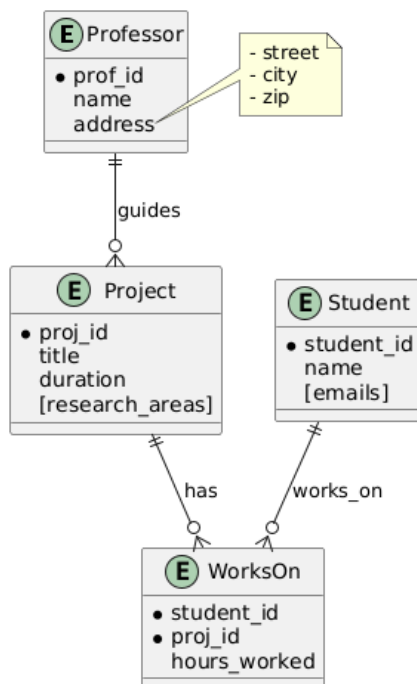 E Professor
prof_id
name
address
- street
- city
- zip
guides
E Project
proj_id
title
duration
[research_areas]
E Student
student_id
name
[emails]
has
works_on
E WorksOn
student_id
proj_id
hours_worked